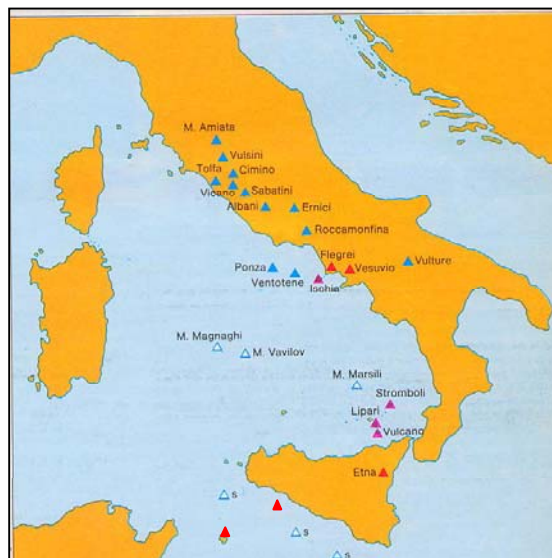 M. Amiata
Vulsini
Tolfa
Cimino
Vicano
Sabatini
Albani
Ernici
Roccamonfina
Flegrei
Vesuvio
Vulture
Ponza
Ventotene
Ischia
M. Magnaghi
M. Vavilov
M. Marsili
Stromboli
Lipari
Vulcano
Etna
s
s
s